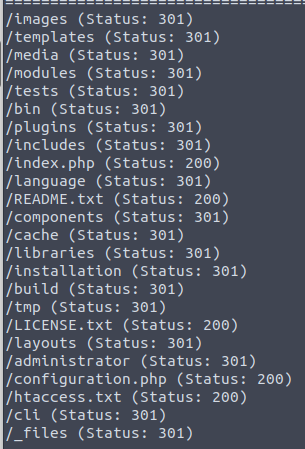 ===================================
/images (Status: 301)
/templates (Status: 301)
/media (Status: 301)
/modules (Status: 301)
/tests (Status: 301)
/bin (Status: 301)
/plugins (Status: 301)
/includes (Status: 301)
/index.php (Status: 200)
/language (Status: 301)
/README.txt (Status: 200)
/components (Status: 301)
/cache (Status: 301)
/libraries (Status: 301)
/installation (Status: 301)
/build (Status: 301)
/tmp (Status: 301)
/LICENSE.txt (Status: 200)
/layouts (Status: 301)
/administrator (Status: 301)
/configuration.php (Status: 200)
/htaccess.txt (Status: 200)
/cli (Status: 301)
/_files (Status: 301)